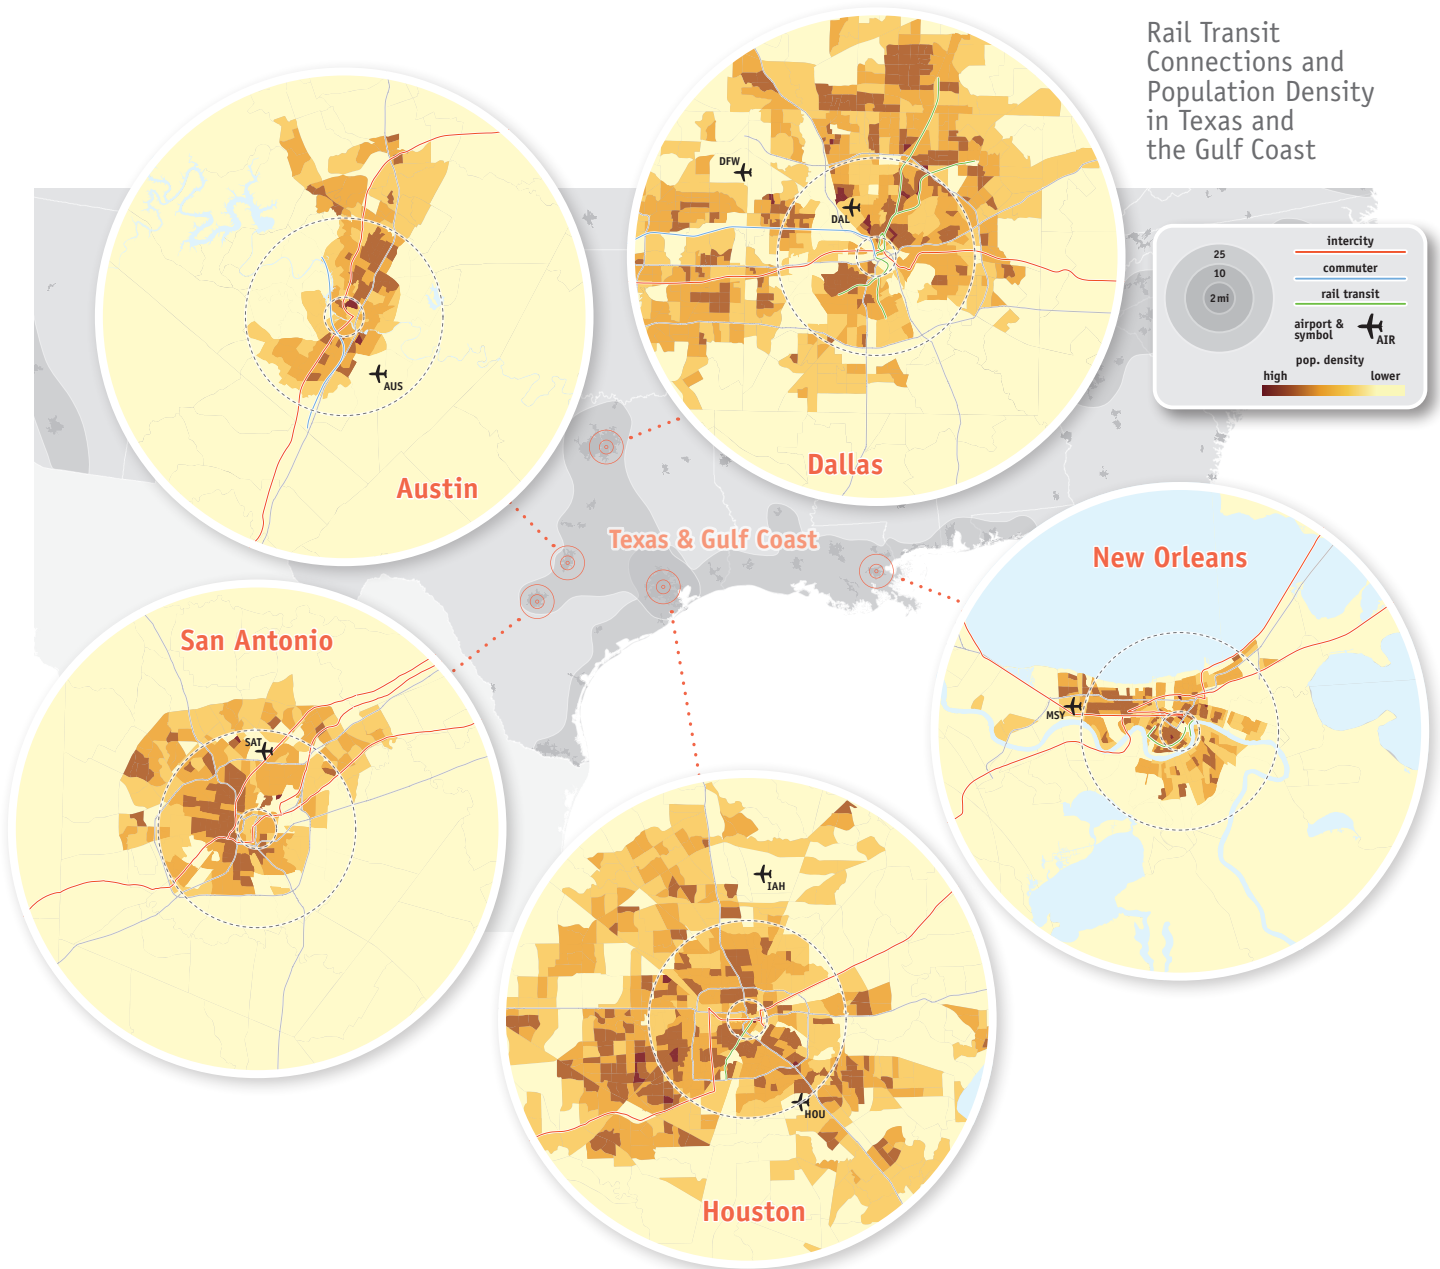 Rail Transit
Connections and
Population Density
in Texas and
the Gulf Coast
25
10
2 mi
intercity
commuter
rail transit
airport &
symbol
AIR
pop. density
high lower
DFW
DAL
Dallas
AUS
Austin
Texas & Gulf Coast
New Orleans
MSY
San Antonio
SAT
IAH
HOU
Houston